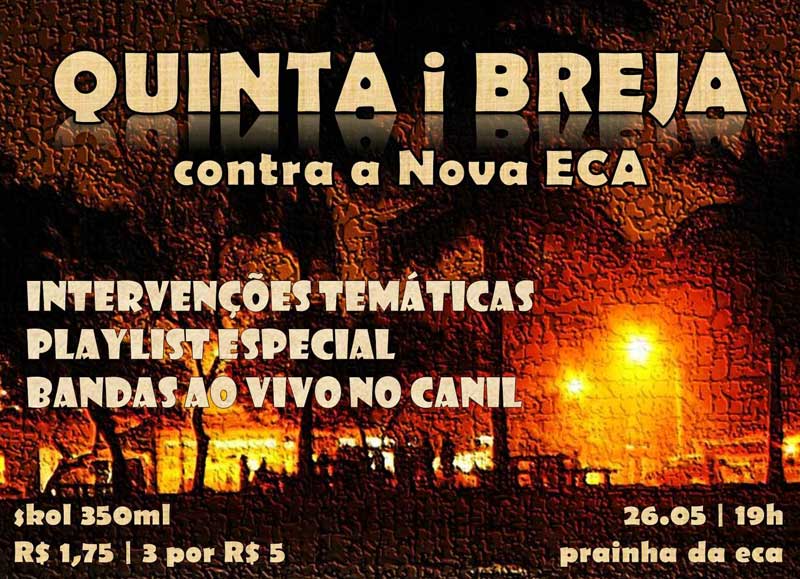 QUINTA i BREJA
contra a Nova ECA
INTERVENÇÕES TEMÁTICAS
PLAYLIST ESPECIAL
BANDAS AO VIVO NO CANIL
skol 350ml
R$ 1,75 | 3 por R$ 5
26.05 | 19h
prainha da eca